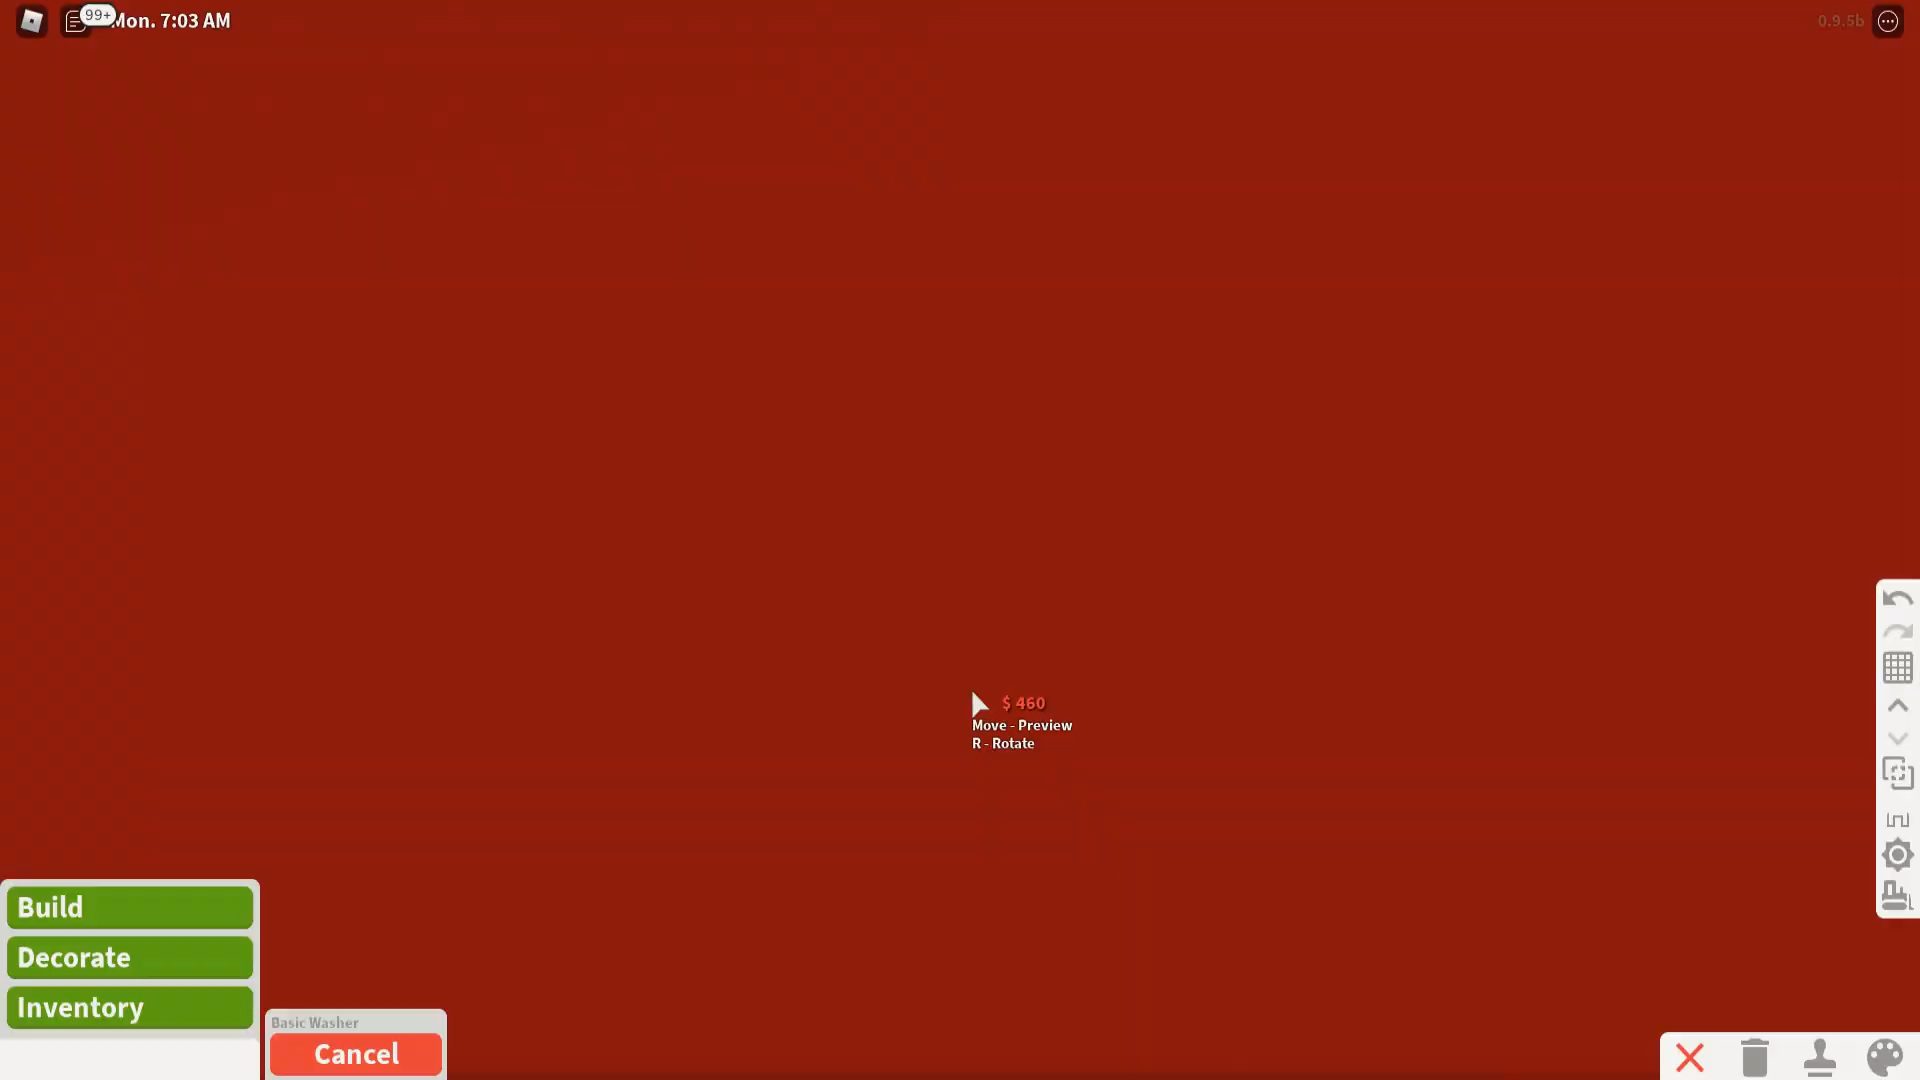 99+
Mon. 7:03 AM
0.9.5b
$ 460
Move - Preview
R - Rotate
Build
Decorate
Inventory
Basic Washer
Cancel